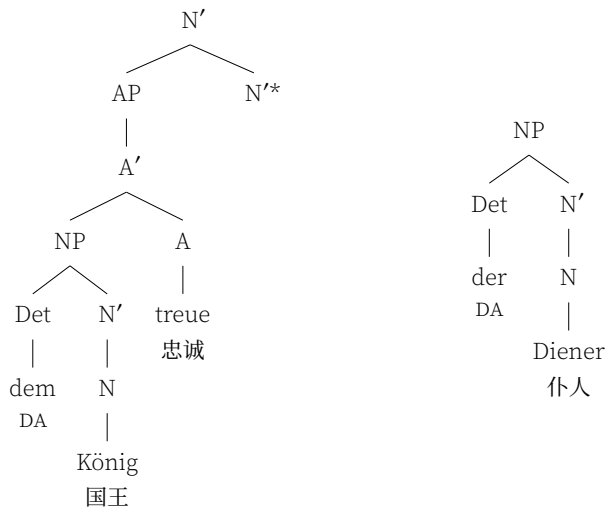 N′
AP N′*
A′
NP A
Det N′ treue
忠诚
dem N
DA
König
国王
NP
Det N′
der N
DA
Diener
仆人